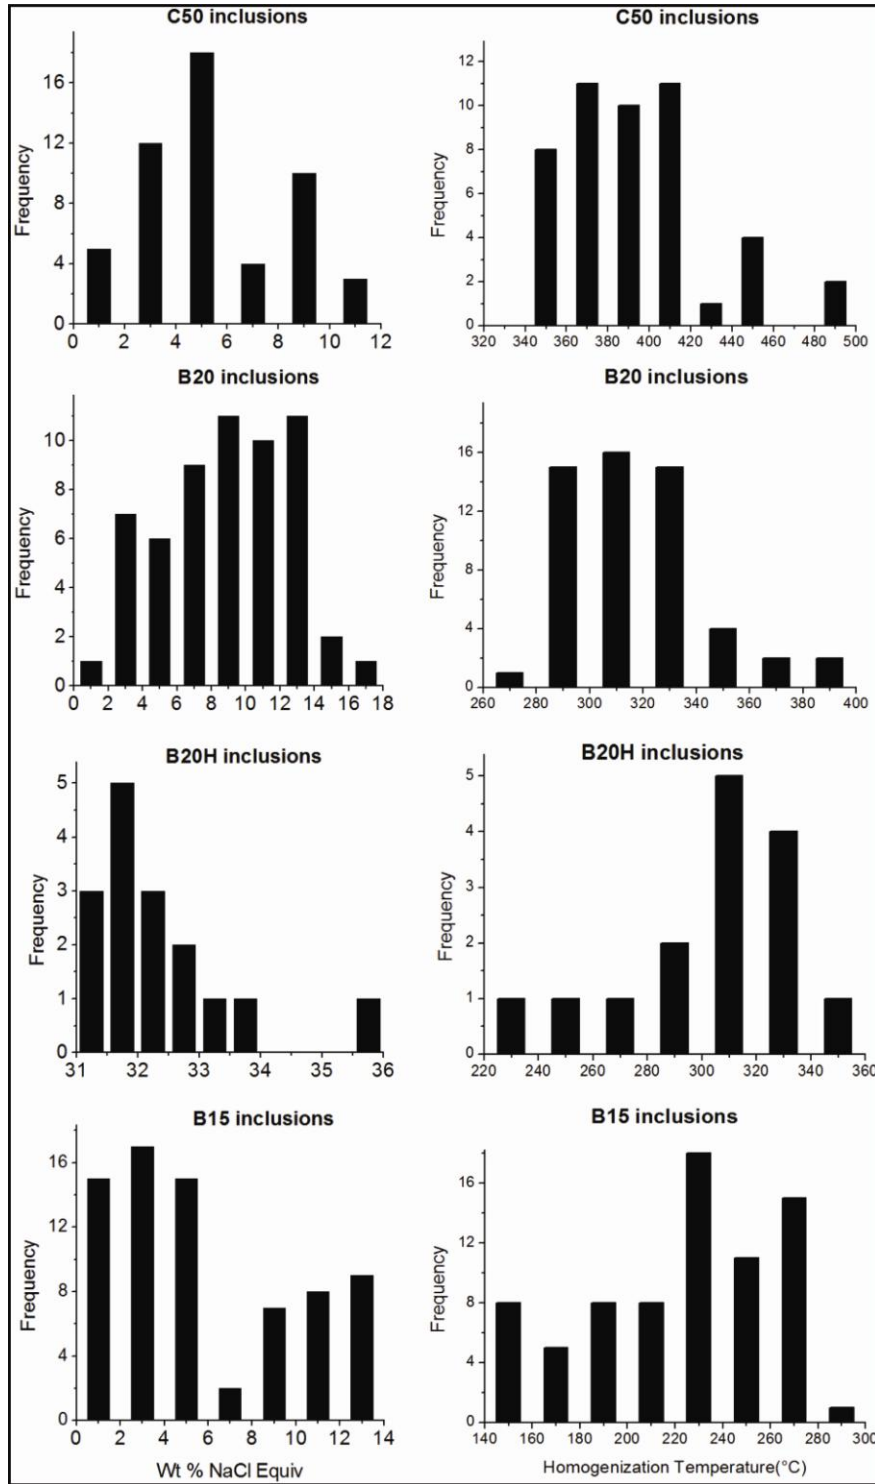 C50 inclusions
Frequency
16
12
8
4
0
0 2 4 6 8 10 12
C50 inclusions
Frequency
12
10
8
6
4
2
0
320 340 360 380 400 420 440 460 480 500
B20 inclusions
Frequency
10
8
6
4
2
0
0 2 4 6 8 10 12 14 16 18
B20 inclusions
Frequency
16
12
8
4
0
260 280 300 320 340 360 380 400
B20H inclusions
Frequency
5
4
3
2
1
0
31 32 33 34 35 36
B20H inclusions
Frequency
5
4
3
2
1
0
220 240 260 280 300 320 340 360
B15 inclusions
Frequency
16
12
8
4
0
0 2 4 6 8 10 12 14
Wt % NaCl Equiv
B15 inclusions
Frequency
16
12
8
4
0
140 160 180 200 220 240 260 280 300
Homogenization Temperature(°C)